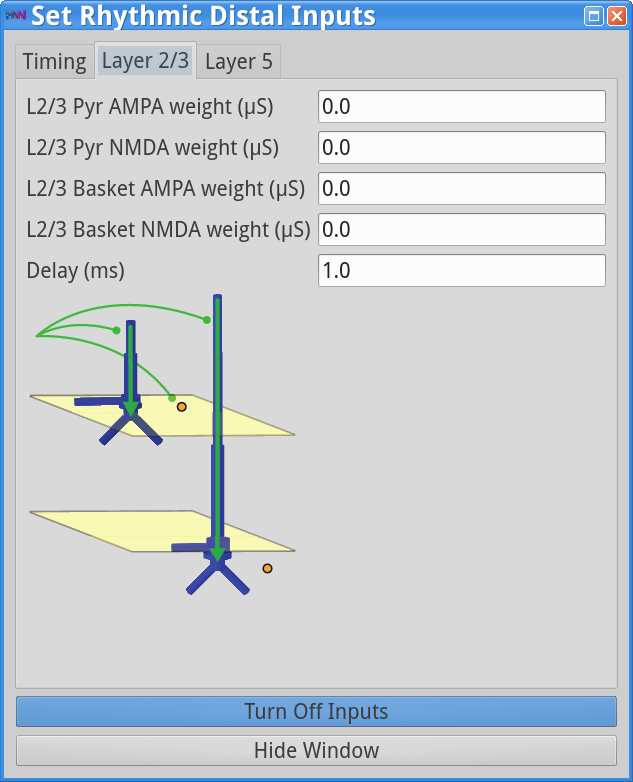 HNN Set Rhythmic Distal Inputs
Timing Layer 2/3 Layer 5
L2/3 Pyr AMPA weight (µS) 0.0
L2/3 Pyr NMDA weight (µS) 0.0
L2/3 Basket AMPA weight (µS) 0.0
L2/3 Basket NMDA weight (µS) 0.0
Delay (ms) 1.0
Turn Off Inputs
Hide Window